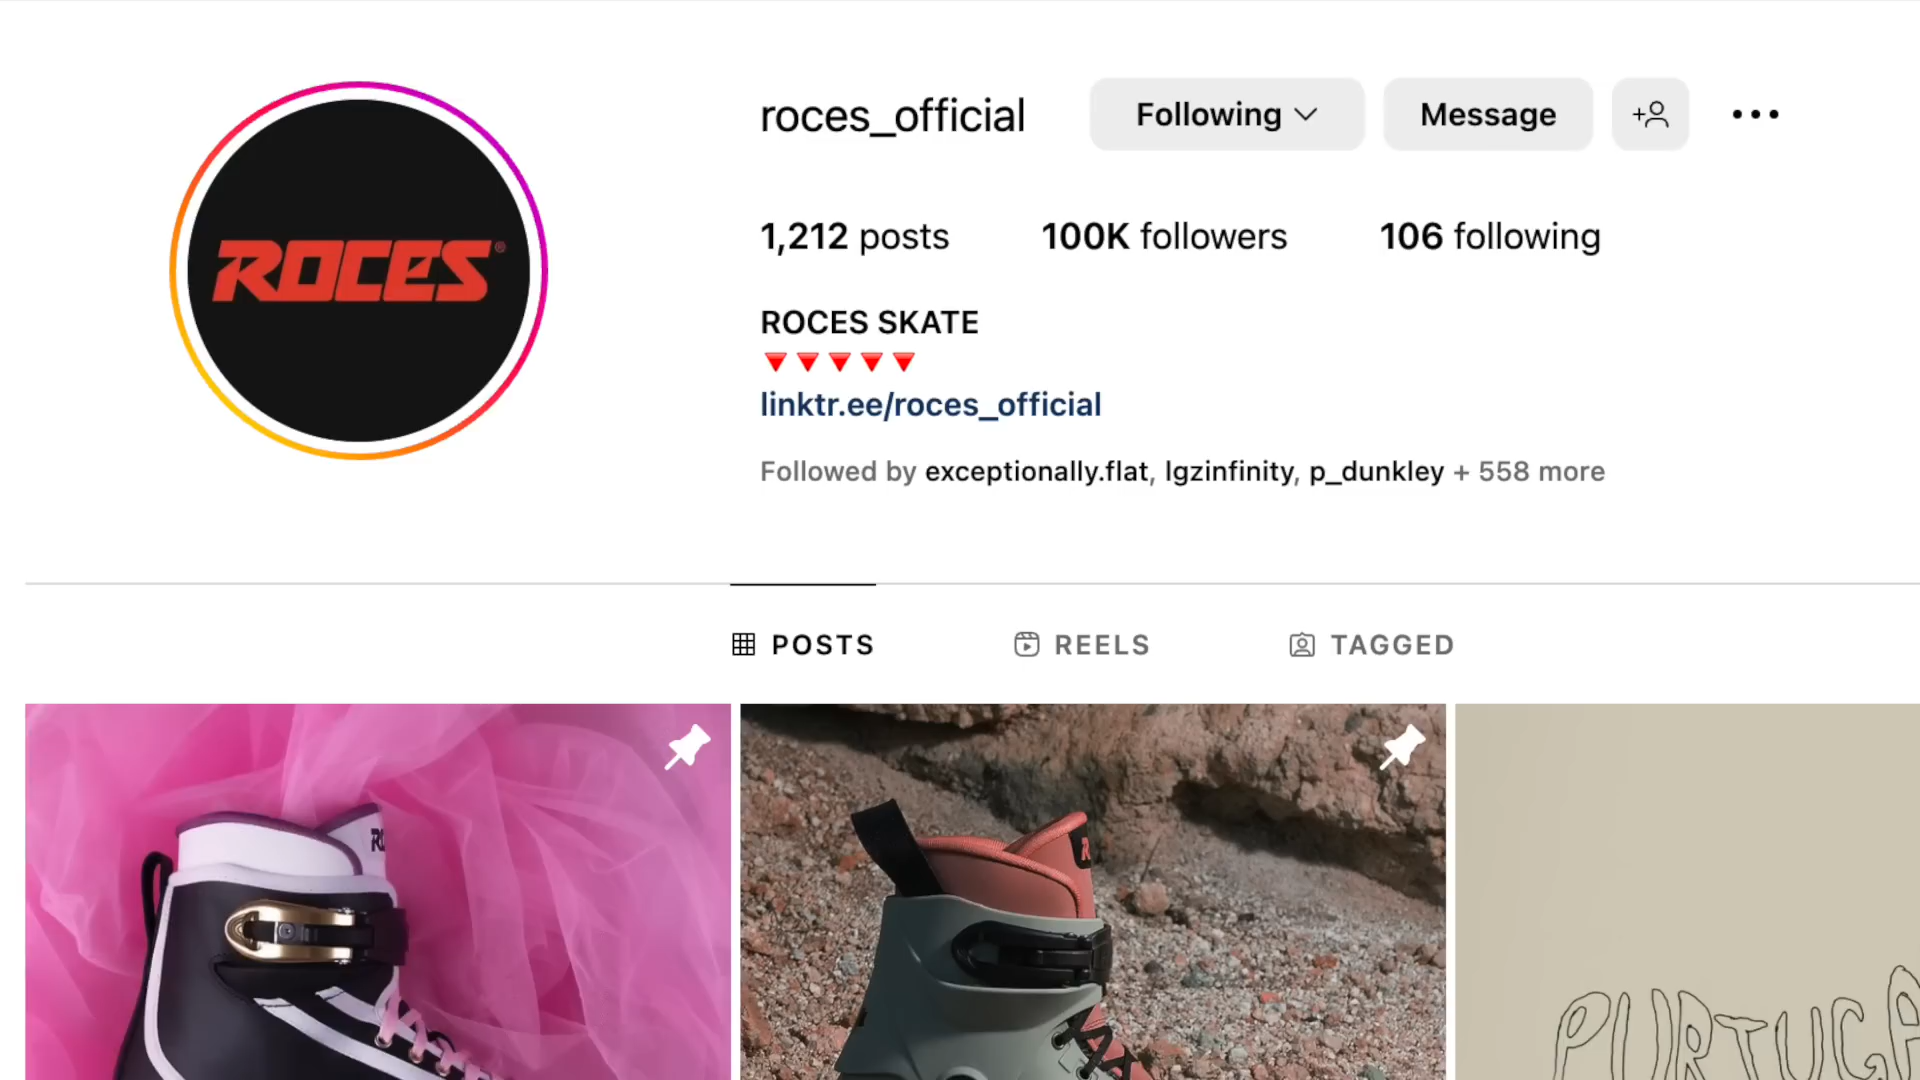 ROCES®
roces_official
Following
Message
1,212 posts
100K followers
106 following
ROCES SKATE
linktr.ee/roces_official
Followed by exceptionally.flat, lgzinfinity, p_dunkley + 558 more
POSTS
REELS
TAGGED